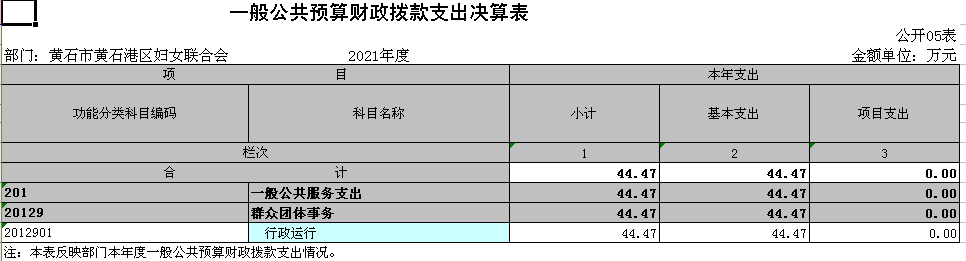 一般公共预算财政拨款支出决算表
公开05表
部门：黄石市黄石港区妇女联合会 2021年度 金额单位：万元
项 目 本年支出
功能分类科目编码 科目名称 小计 基本支出 项目支出
栏次 1 2 3
合 计 44.47 44.47 0.00
201 一般公共服务支出 44.47 44.47 0.00
20129 群众团体事务 44.47 44.47 0.00
2012901 行政运行 44.47 44.47 0.00
注：本表反映部门本年度一般公共预算财政拨款支出情况。